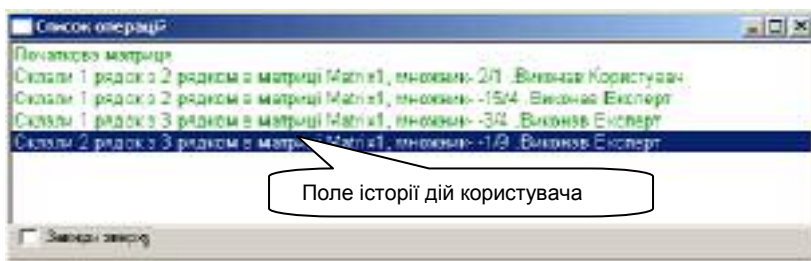 Список операцій
Початкова матриця
Склали 1 рядок з 2 рядком в матриці Matrix1, множник- 2/1 .Виконав Користувач
Склали 1 рядок з 2 рядком в матриці Matrix1, множник- -15/4 .Виконав Експерт
Склали 1 рядок з 3 рядком в матриці Matrix1, множник- -3/4 .Виконав Експерт
Склали 2 рядок з 3 рядком в матриці Matrix1, множник- -1/9 .Виконав Експерт
Поле історії дій користувача
Завжди зверху